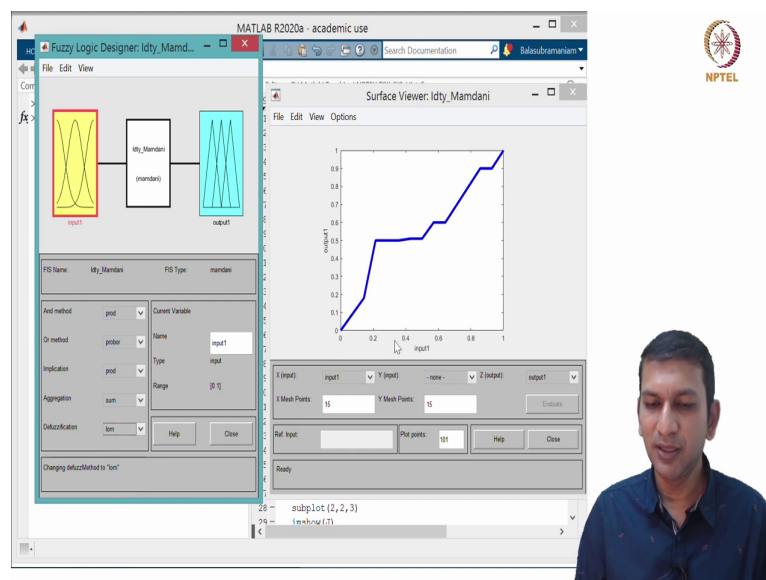 MATLAB R2020a - academic use
Search Documentation
Balasubramaniam
NPTEL
Fuzzy Logic Designer: Idty_Mamd...
File Edit View
Idty_Mamdani
(mamdani)
input1
output1
FIS Name: Idty_Mamdani FIS Type: mamdani
And method prod
Or method probor
Implication prod
Aggregation sum
Defuzzification lom
Current Variable
Name input1
Type input
Range [0 1]
Help Close
Changing defuzzMethod to "lom"
Surface Viewer: Idty_Mamdani
File Edit View Options
1
0.9
0.8
0.7
0.6
0.5
0.4
0.3
0.2
0.1
0
output1
0 0.2 0.4 0.6 0.8 1
input1
X (input): input1 Y (input): - none - Z (output): output1
X Mesh Points: 15 Y Mesh Points: 15 Evaluate
Ref. Input: Plot points: 101 Help Close
Ready
28 - subplot(2,2,3)
29 - imshow(J)
fx >